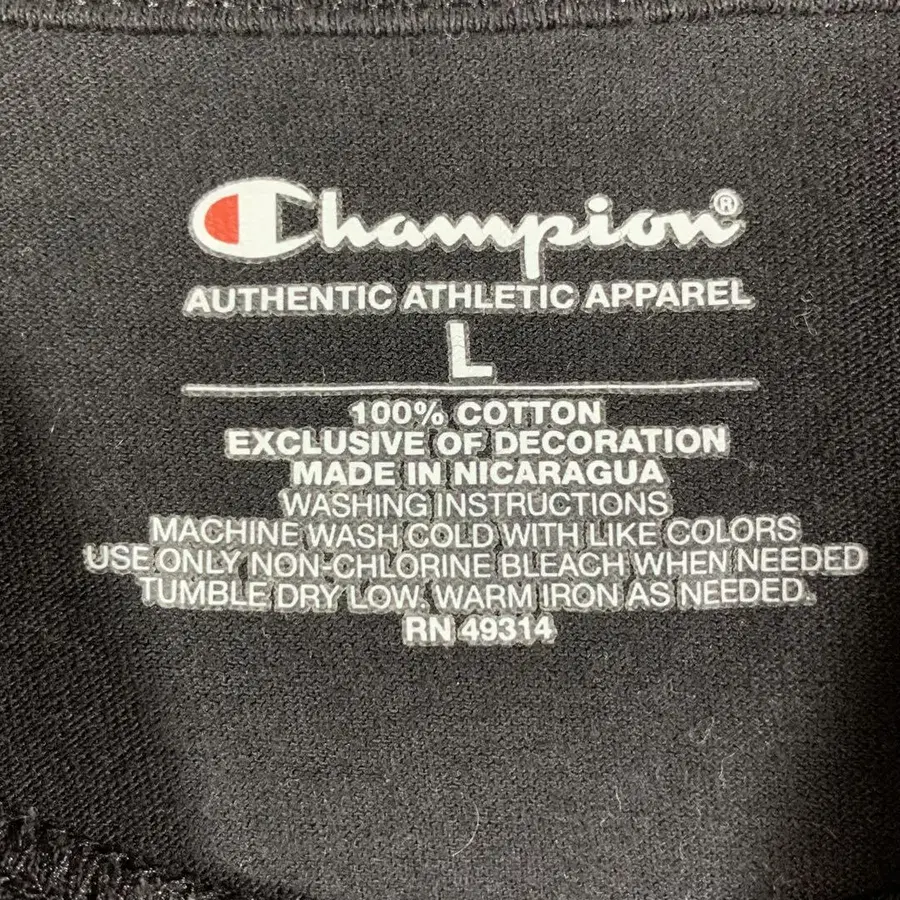 Champion®
AUTHENTIC ATHLETIC APPAREL
L
100% COTTON
EXCLUSIVE OF DECORATION
MADE IN NICARAGUA
WASHING INSTRUCTIONS
MACHINE WASH COLD WITH LIKE COLORS
USE ONLY NON-CHLORINE BLEACH WHEN NEEDED
TUMBLE DRY LOW. WARM IRON AS NEEDED.
RN 49314